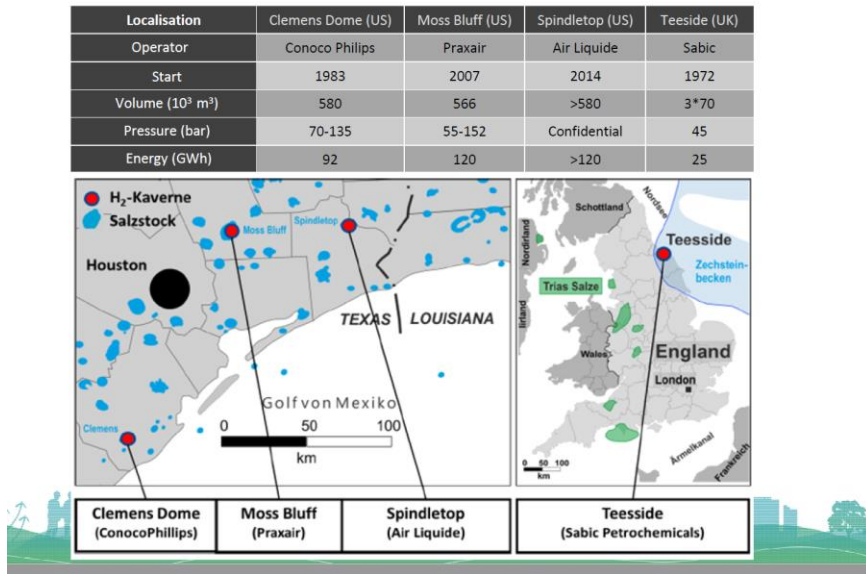 Localisation Clemens Dome (US) Moss Bluff (US) Spindletop (US) Teeside (UK)
Operator Conoco Philips Praxair Air Liquide Sabic
Start 1983 2007 2014 1972
Volume (10³ m³) 580 566 >580 3*70
Pressure (bar) 70-135 55-152 Confidential 45
Energy (GWh) 92 120 >120 25
H₂-Kaverne
Salzstock
Houston
Moss Bluff
Spindletop
TEXAS
LOUISIANA
Clemens
Golf von Mexiko
0 50 100
km
Schottland
Nordsee
Nordirland
Irland
Teesside
Zechstein-
becken
Trias Salze
Wales
England
London
Ärmelkanal
Frankreich
0 50 100
km
Clemens Dome
(ConocoPhillips)
Moss Bluff
(Praxair)
Spindletop
(Air Liquide)
Teesside
(Sabic Petrochemicals)